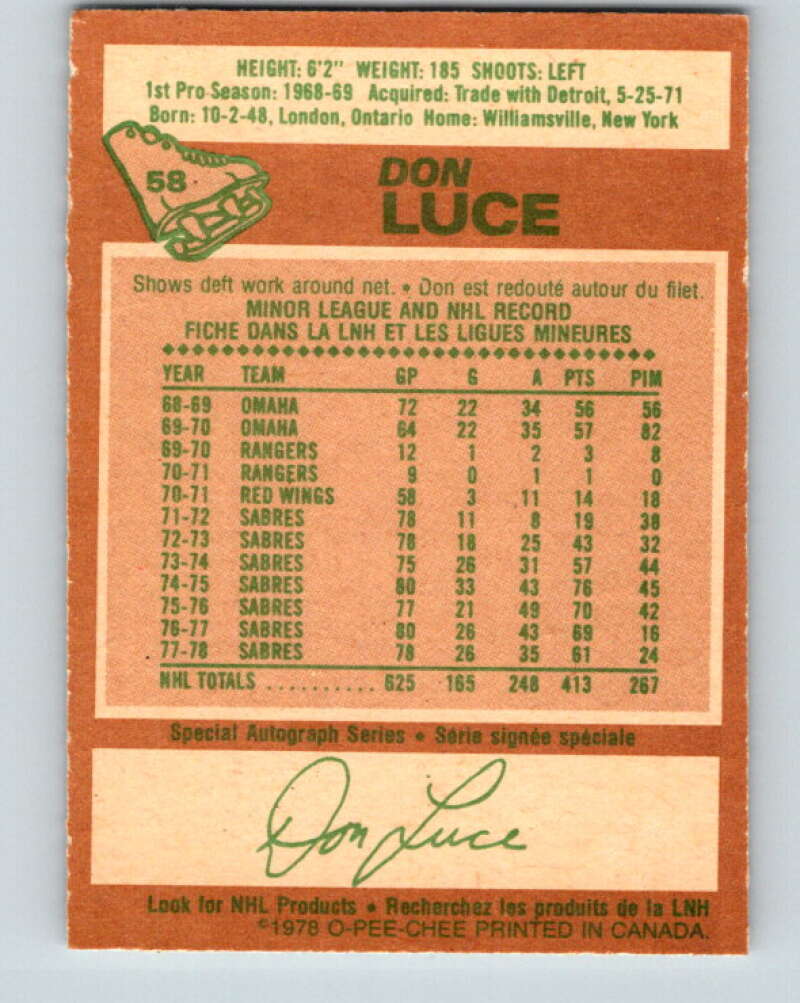 HEIGHT: 6'2" WEIGHT: 185 SHOOTS: LEFT
1st Pro Season: 1968-69 Acquired: Trade with Detroit, 5-25-71
Born: 10-2-48, London, Ontario Home: Williamsville, New York
58
DON
LUCE
Shows deft work around net. • Don est redouté autour du filet.
MINOR LEAGUE AND NHL RECORD
FICHE DANS LA LNH ET LES LIGUES MINEURES
YEAR TEAM GP G A PTS PIM
68-69 OMAHA 72 22 34 56 56
69-70 OMAHA 64 22 35 57 82
69-70 RANGERS 12 1 2 3 8
70-71 RANGERS 9 0 1 1 0
70-71 RED WINGS 58 3 11 14 18
71-72 SABRES 78 11 8 19 38
72-73 SABRES 78 18 25 43 32
73-74 SABRES 75 26 31 57 44
74-75 SABRES 80 33 43 76 45
75-76 SABRES 77 21 49 70 42
76-77 SABRES 80 26 43 69 16
77-78 SABRES 78 26 35 61 24
NHL TOTALS .......... 625 165 248 413 267
Special Autograph Series • Série signée spéciale
Don Luce
Look for NHL Products • Recherchez les produits de la LNH
©1978 O-PEE-CHEE PRINTED IN CANADA.